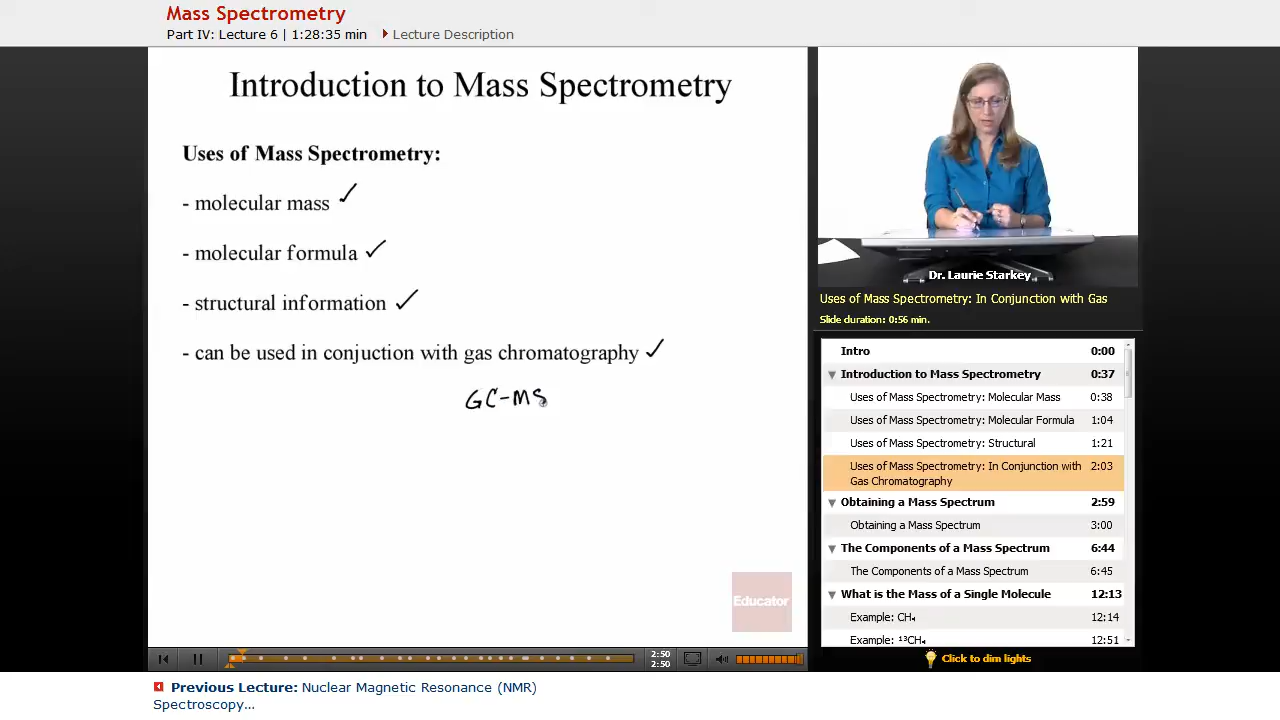 Mass Spectrometry
Part IV: Lecture 6 | 1:28:35 min Lecture Description
Introduction to Mass Spectrometry
Uses of Mass Spectrometry:
- molecular mass
- molecular formula
- structural information
- can be used in conjuction with gas chromatography
GC-MS
Educator
Dr. Laurie Starkey
Uses of Mass Spectrometry: In Conjunction with Gas
Slide duration: 0:56 min.
Intro 0:00
Introduction to Mass Spectrometry 0:37
Uses of Mass Spectrometry: Molecular Mass 0:38
Uses of Mass Spectrometry: Molecular Formula 1:04
Uses of Mass Spectrometry: Structural 1:21
Uses of Mass Spectrometry: In Conjunction with 2:03
Gas Chromatography
Obtaining a Mass Spectrum 2:59
Obtaining a Mass Spectrum 3:00
The Components of a Mass Spectrum 6:44
The Components of a Mass Spectrum 6:45
What is the Mass of a Single Molecule 12:13
Example: CH₄ 12:14
Example: ¹³CH₄ 12:51
2:50
2:50
Click to dim lights
Previous Lecture: Nuclear Magnetic Resonance (NMR)
Spectroscopy...